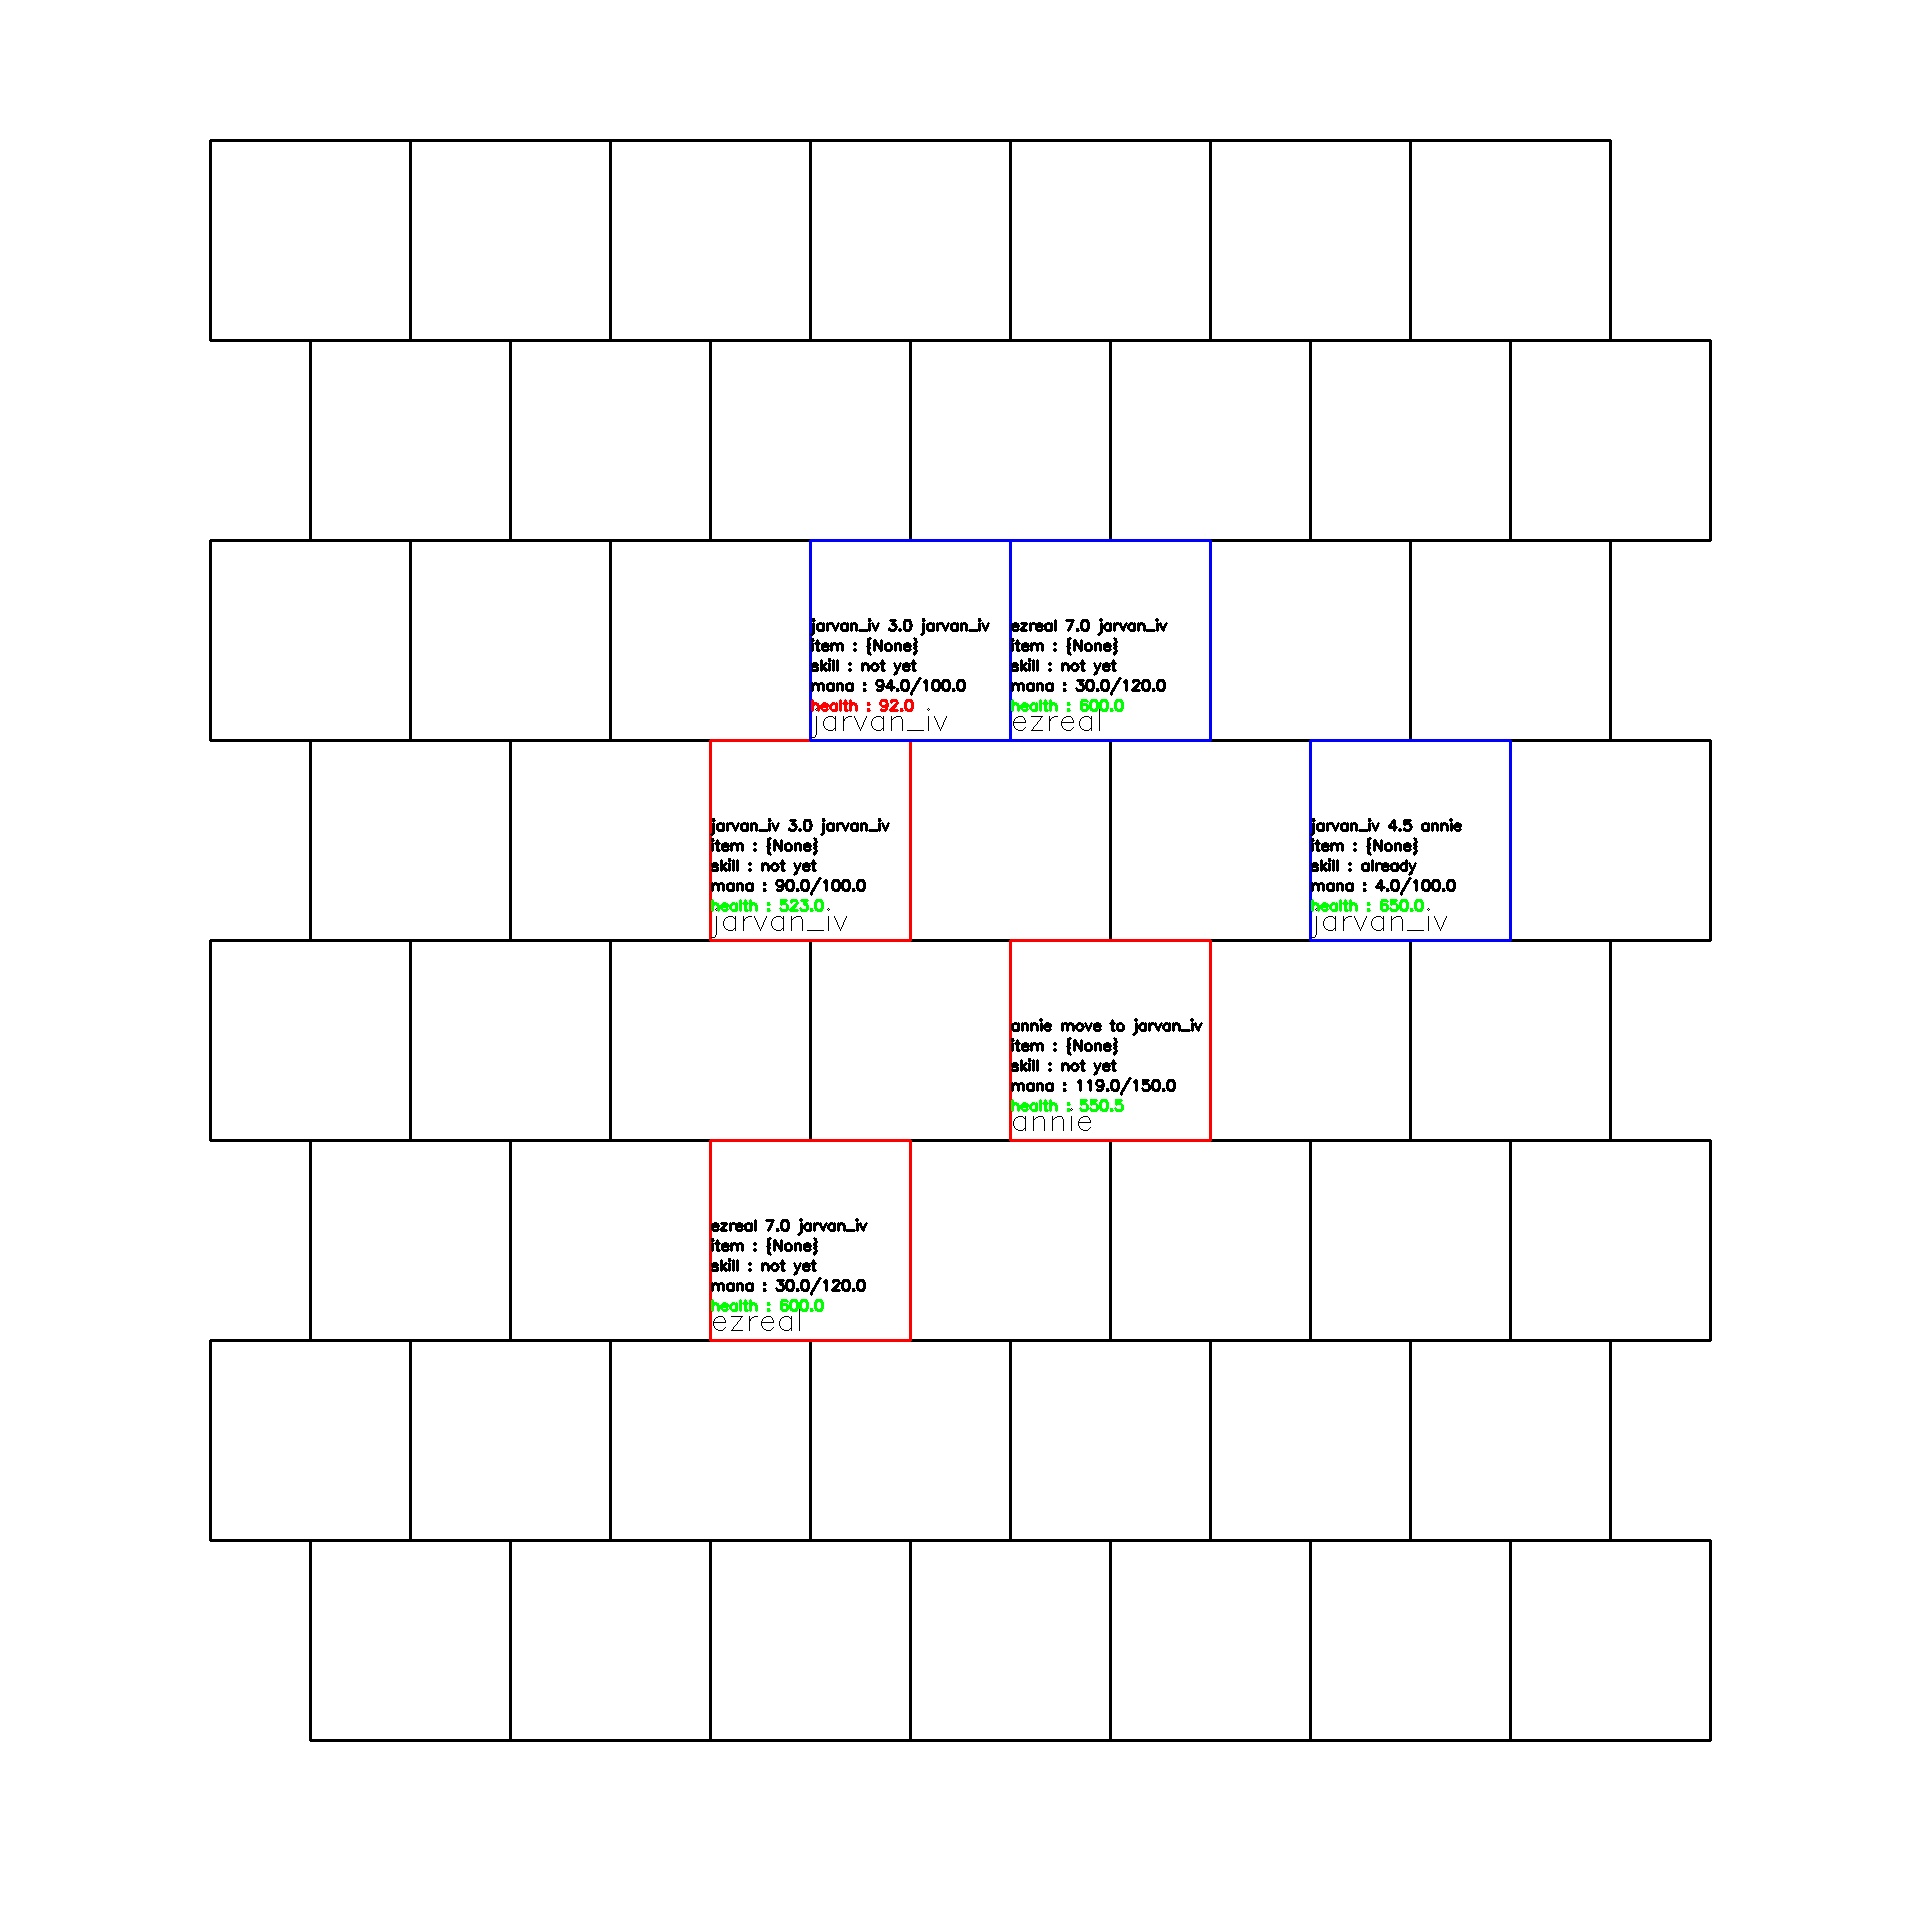 jarvan_iv 3.0 jarvan_iv
item : {None}
skill : not yet
mana : 94.0/100.0
health : 92.0
jarvan_iv
ezreal 7.0 jarvan_iv
item : {None}
skill : not yet
mana : 30.0/120.0
health : 600.0
ezreal
jarvan_iv 3.0 jarvan_iv
item : {None}
skill : not yet
mana : 90.0/100.0
health : 523.0
jarvan_iv
jarvan_iv 4.5 annie
item : {None}
skill : already
mana : 4.0/100.0
health : 650.0
jarvan_iv
annie move to jarvan_iv
item : {None}
skill : not yet
mana : 119.0/150.0
health : 550.5
annie
ezreal 7.0 jarvan_iv
item : {None}
skill : not yet
mana : 30.0/120.0
health : 600.0
ezreal